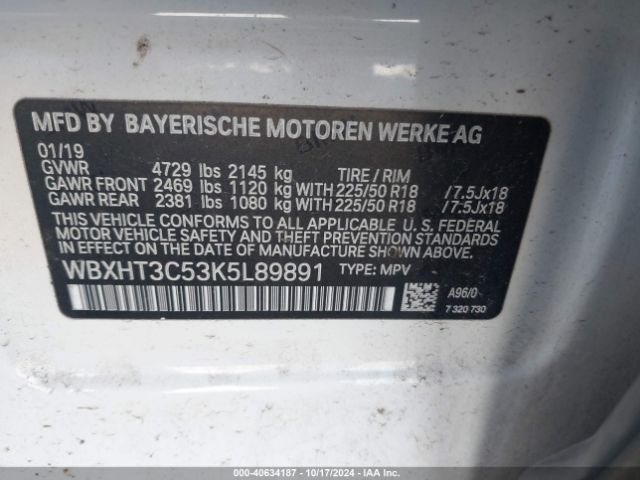 MFD BY BAYERISCHE MOTOREN WERKE AG
01/19
GVWR 4729 lbs 2145 kg TIRE / RIM
GAWR FRONT 2469 lbs 1120 kg WITH 225/50 R18 /7.5Jx18
GAWR REAR 2381 lbs 1080 kg WITH 225/50 R18 /7.5Jx18
THIS VEHICLE CONFORMS TO ALL APPLICABLE U. S. FEDERAL
MOTOR VEHICLE SAFETY AND THEFT PREVENTION STANDARDS
IN EFFECT ON THE DATE OF MANUFACTURE SHOWN ABOVE.
WBXHT3C53K5L89891 TYPE: MPV
A96/0
7 320 730
000-40634187 - 10/17/2024 - IAA Inc.